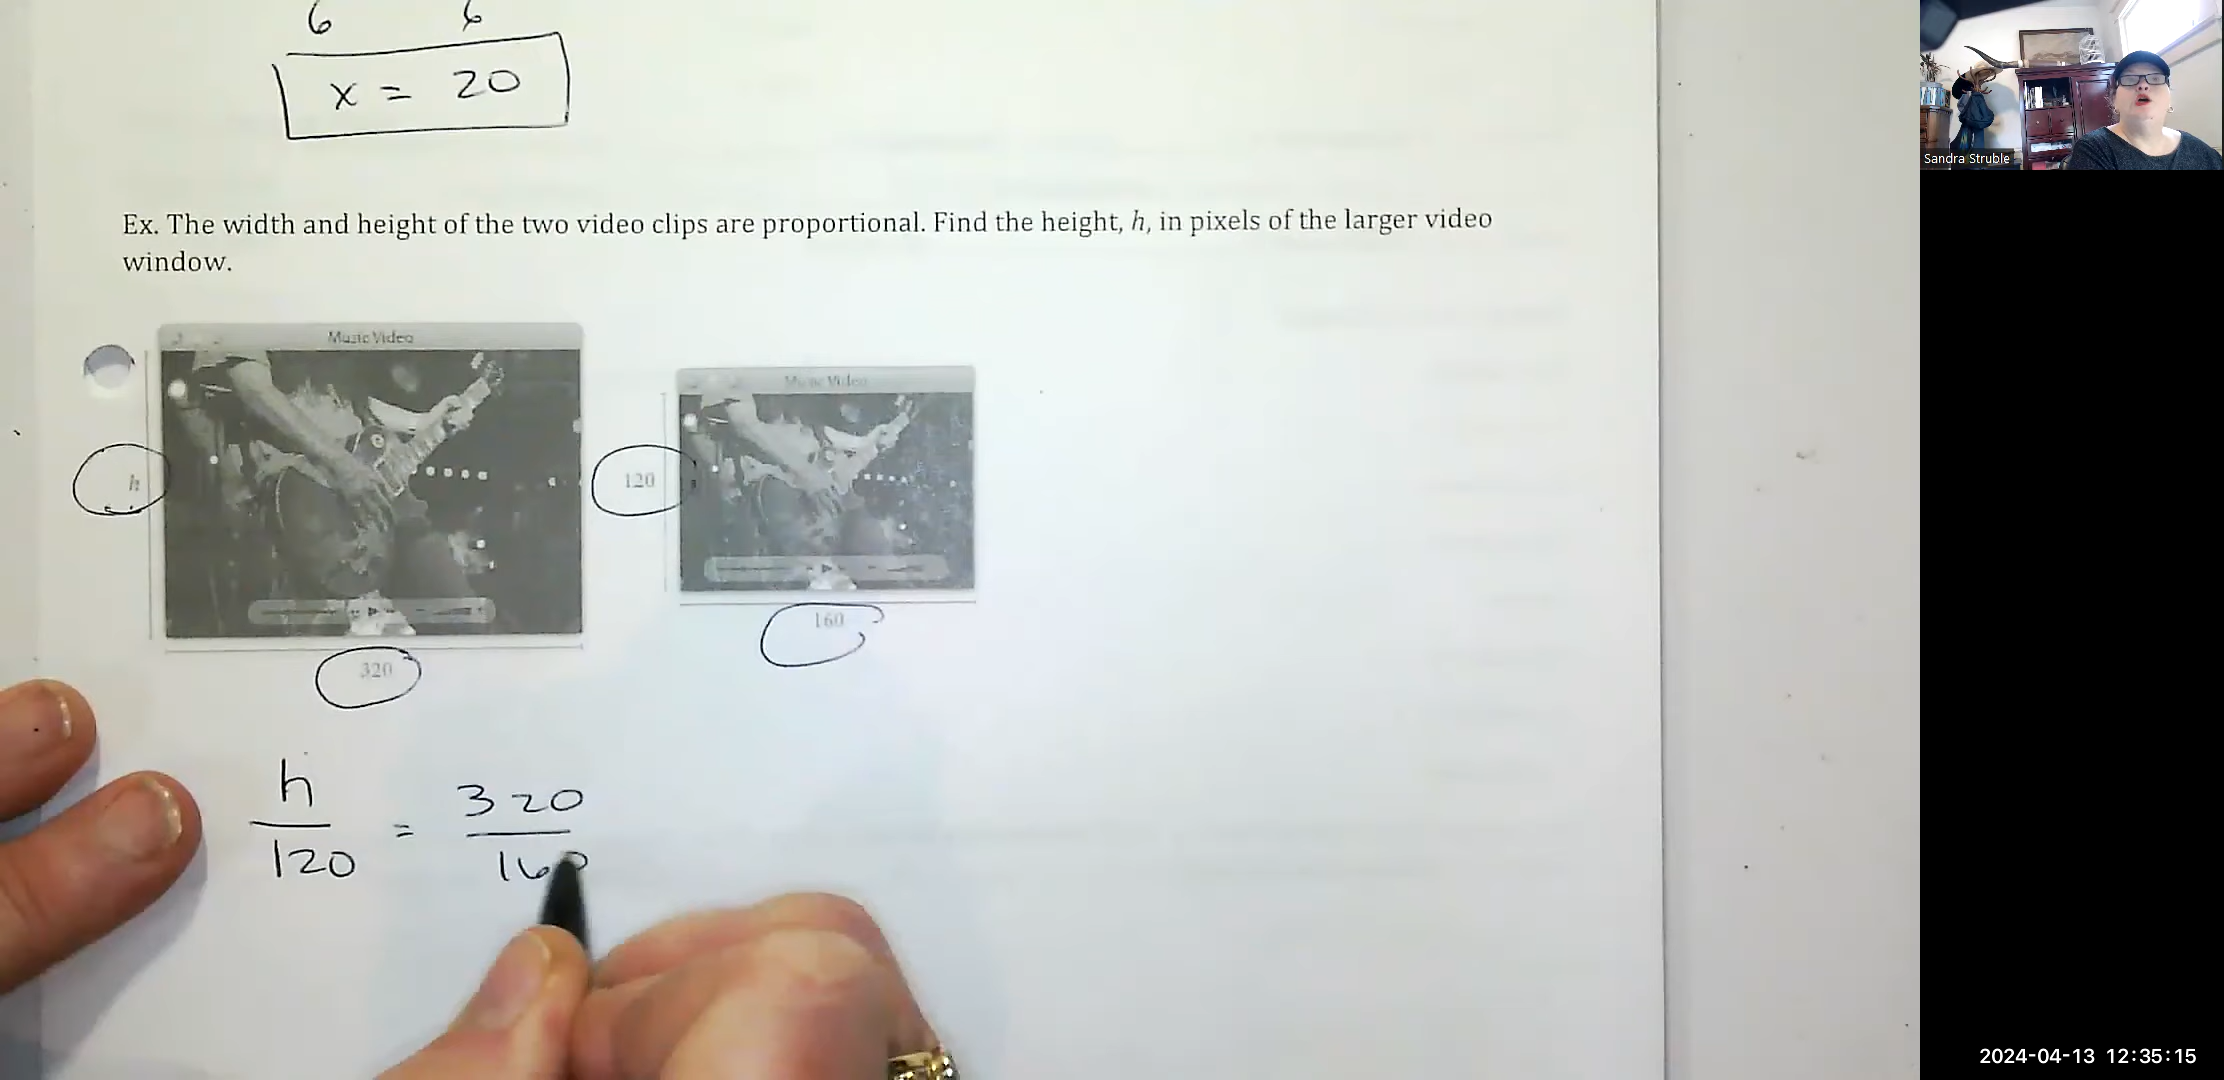 6 6
x = 20
Sandra Struble
Ex. The width and height of the two video clips are proportional. Find the height, h, in pixels of the larger video
window.
Music Video
Music Video
h
120
160
320
h 320
=
120 160
2024-04-13 12:35:15